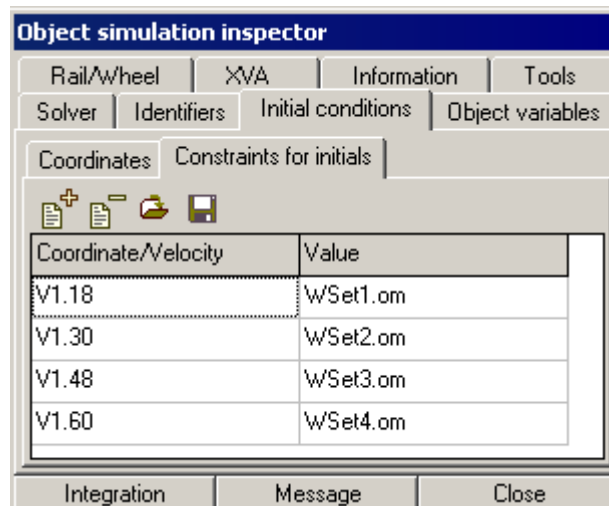 Object simulation inspector
Rail/Wheel XVA Information Tools
Solver Identifiers Initial conditions Object variables
Coordinates Constraints for initials
Coordinate/Velocity Value
V1.18 WSet1.om
V1.30 WSet2.om
V1.48 WSet3.om
V1.60 WSet4.om
Integration Message Close